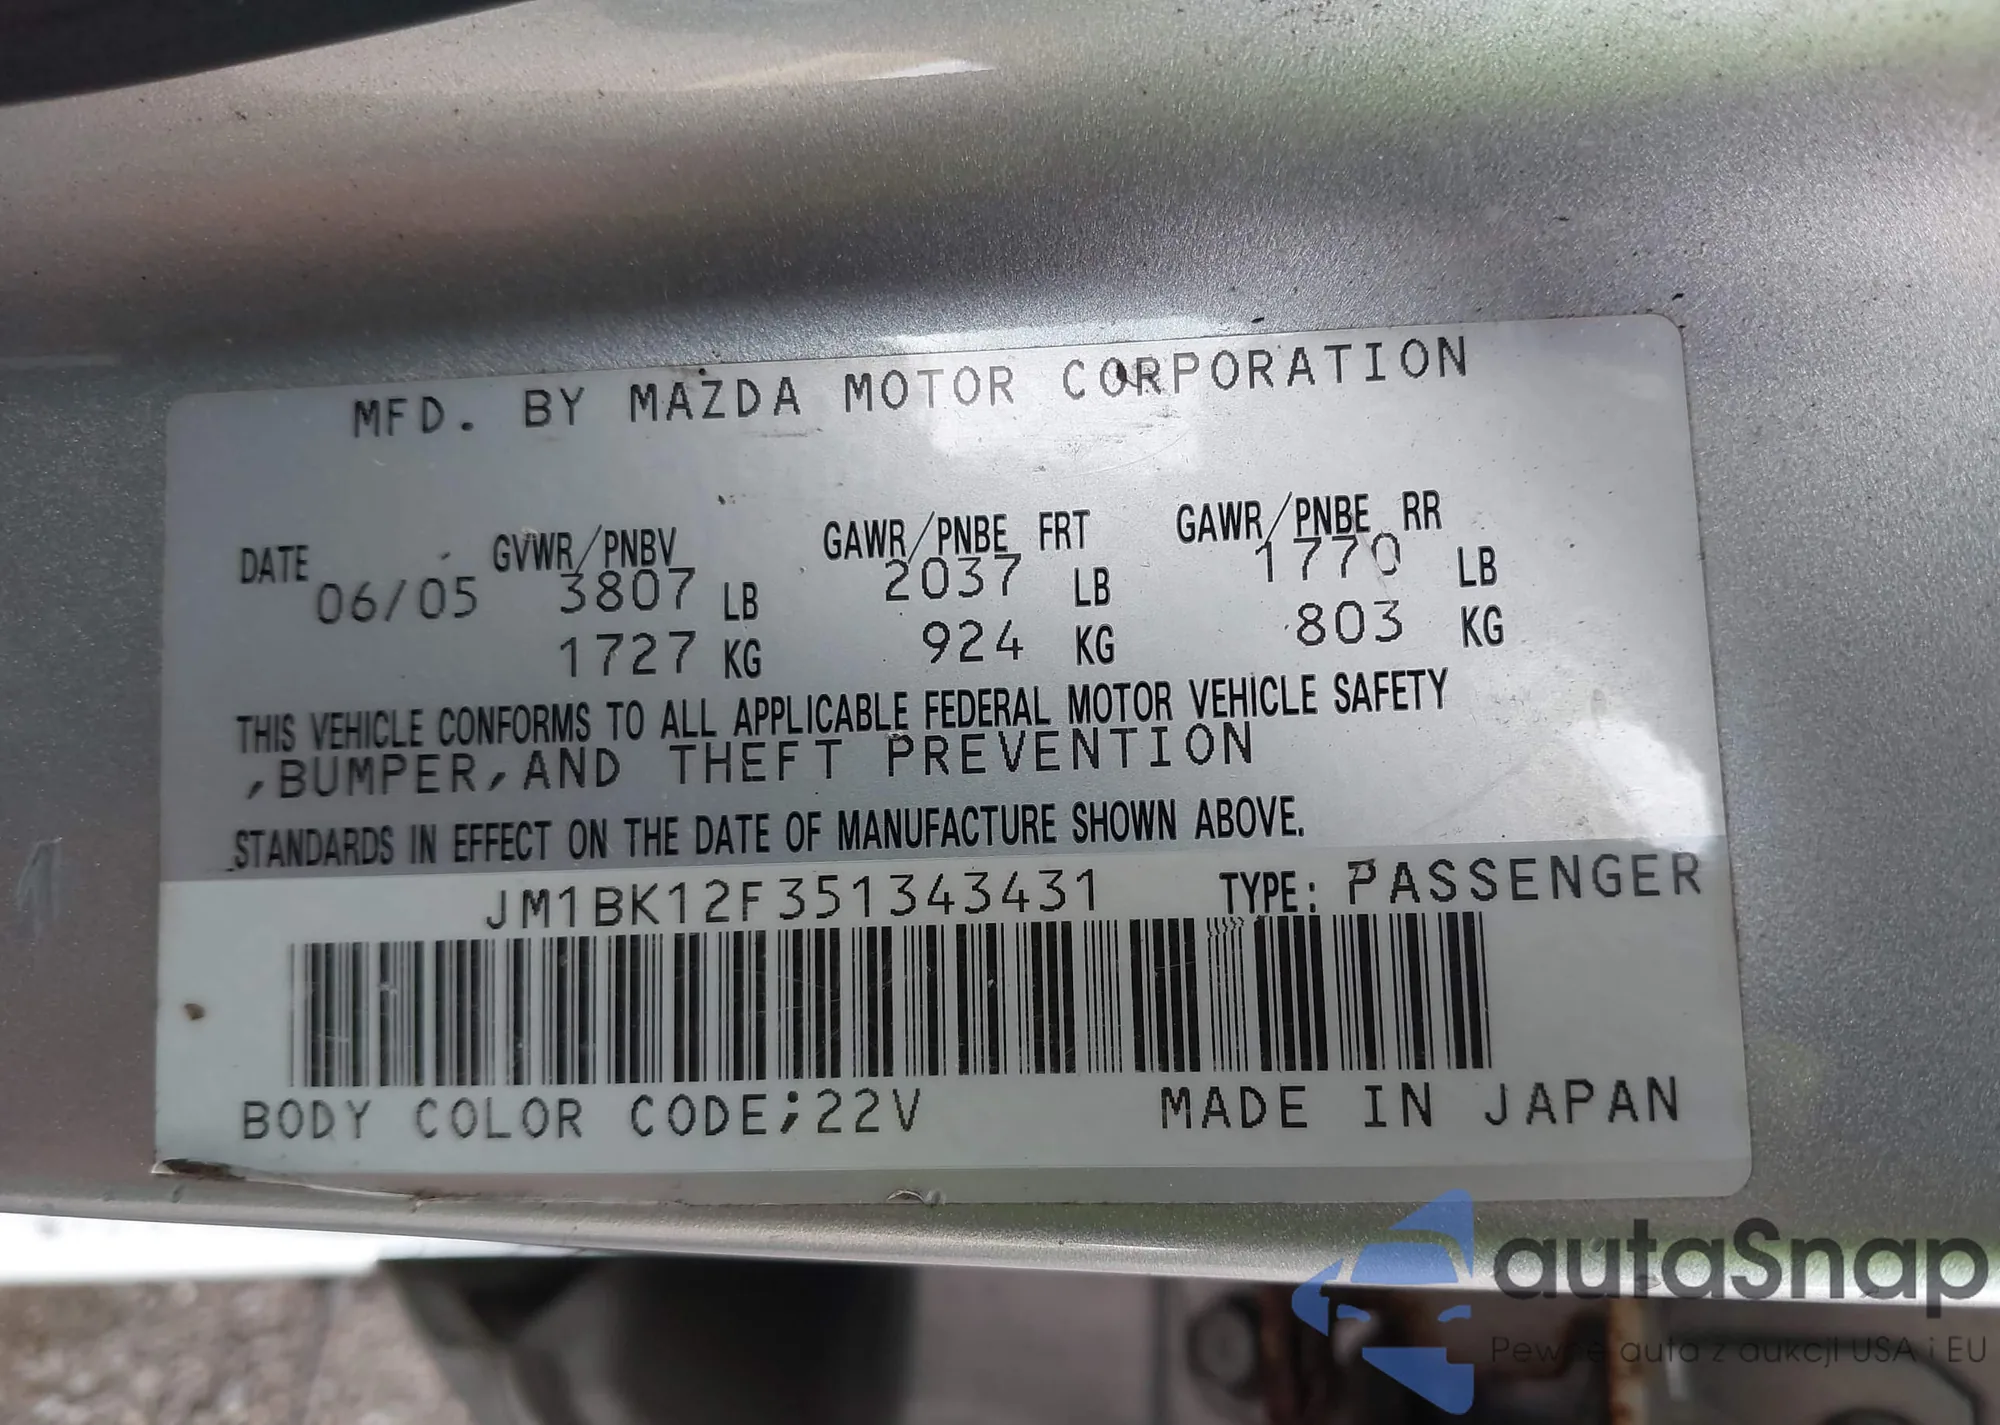 MFD. BY MAZDA MOTOR CORPORATION
DATE GVWR/PNBV GAWR/PNBE FRT GAWR/PNBE RR
06/05 3807 LB 2037 LB 1770 LB
1727 KG 924 KG 803 KG
THIS VEHICLE CONFORMS TO ALL APPLICABLE FEDERAL MOTOR VEHICLE SAFETY
,BUMPER,AND THEFT PREVENTION
STANDARDS IN EFFECT ON THE DATE OF MANUFACTURE SHOWN ABOVE.
JM1BK12F351343431 TYPE: PASSENGER
BODY COLOR CODE;22V MADE IN JAPAN
autaSnap
Pewne auta z aukcji USA i EU